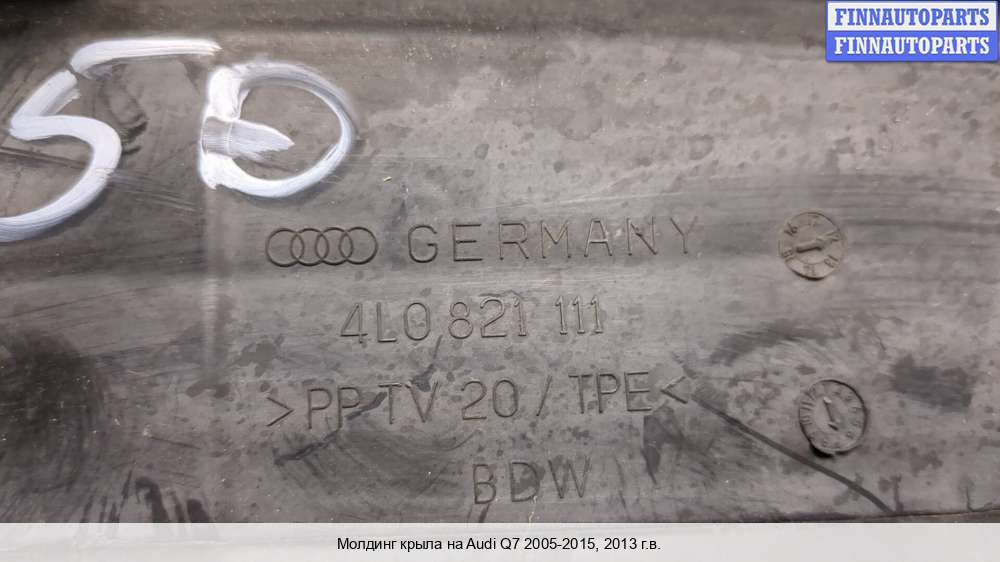 FINNAUTOPARTS
FINNAUTOPARTS
50
GERMANY
4L0 821 111
>PP TV 20 / TPE<
BDW
Молдинг крыла на Audi Q7 2005-2015, 2013 г.в.